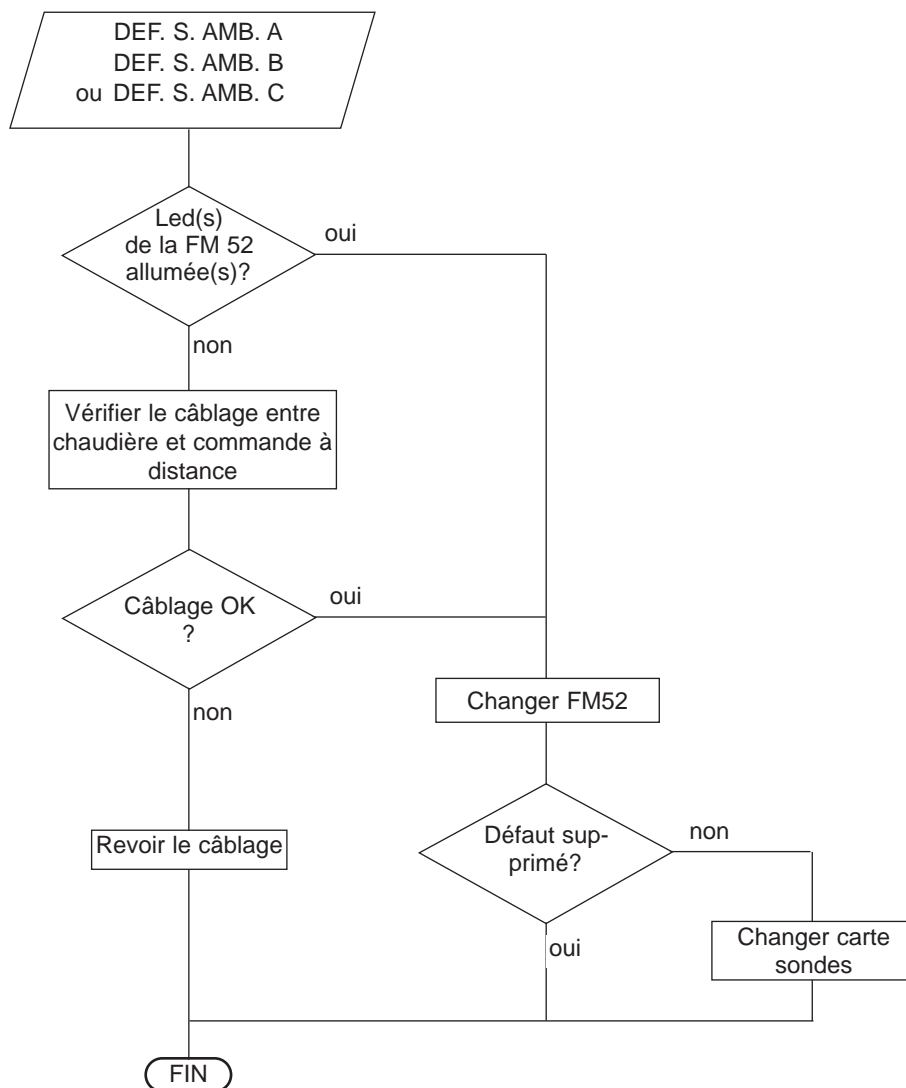 DEF. S. AMB. A
DEF. S. AMB. B
ou DEF. S. AMB. C
Led(s)
de la FM 52
allumée(s)?
oui
non
Vérifier le câblage entre
chaudière et commande à
distance
Câblage OK
?
oui
non
Changer FM52
Revoir le câblage
Défaut sup-
primé?
non
oui
Changer carte
sondes
FIN